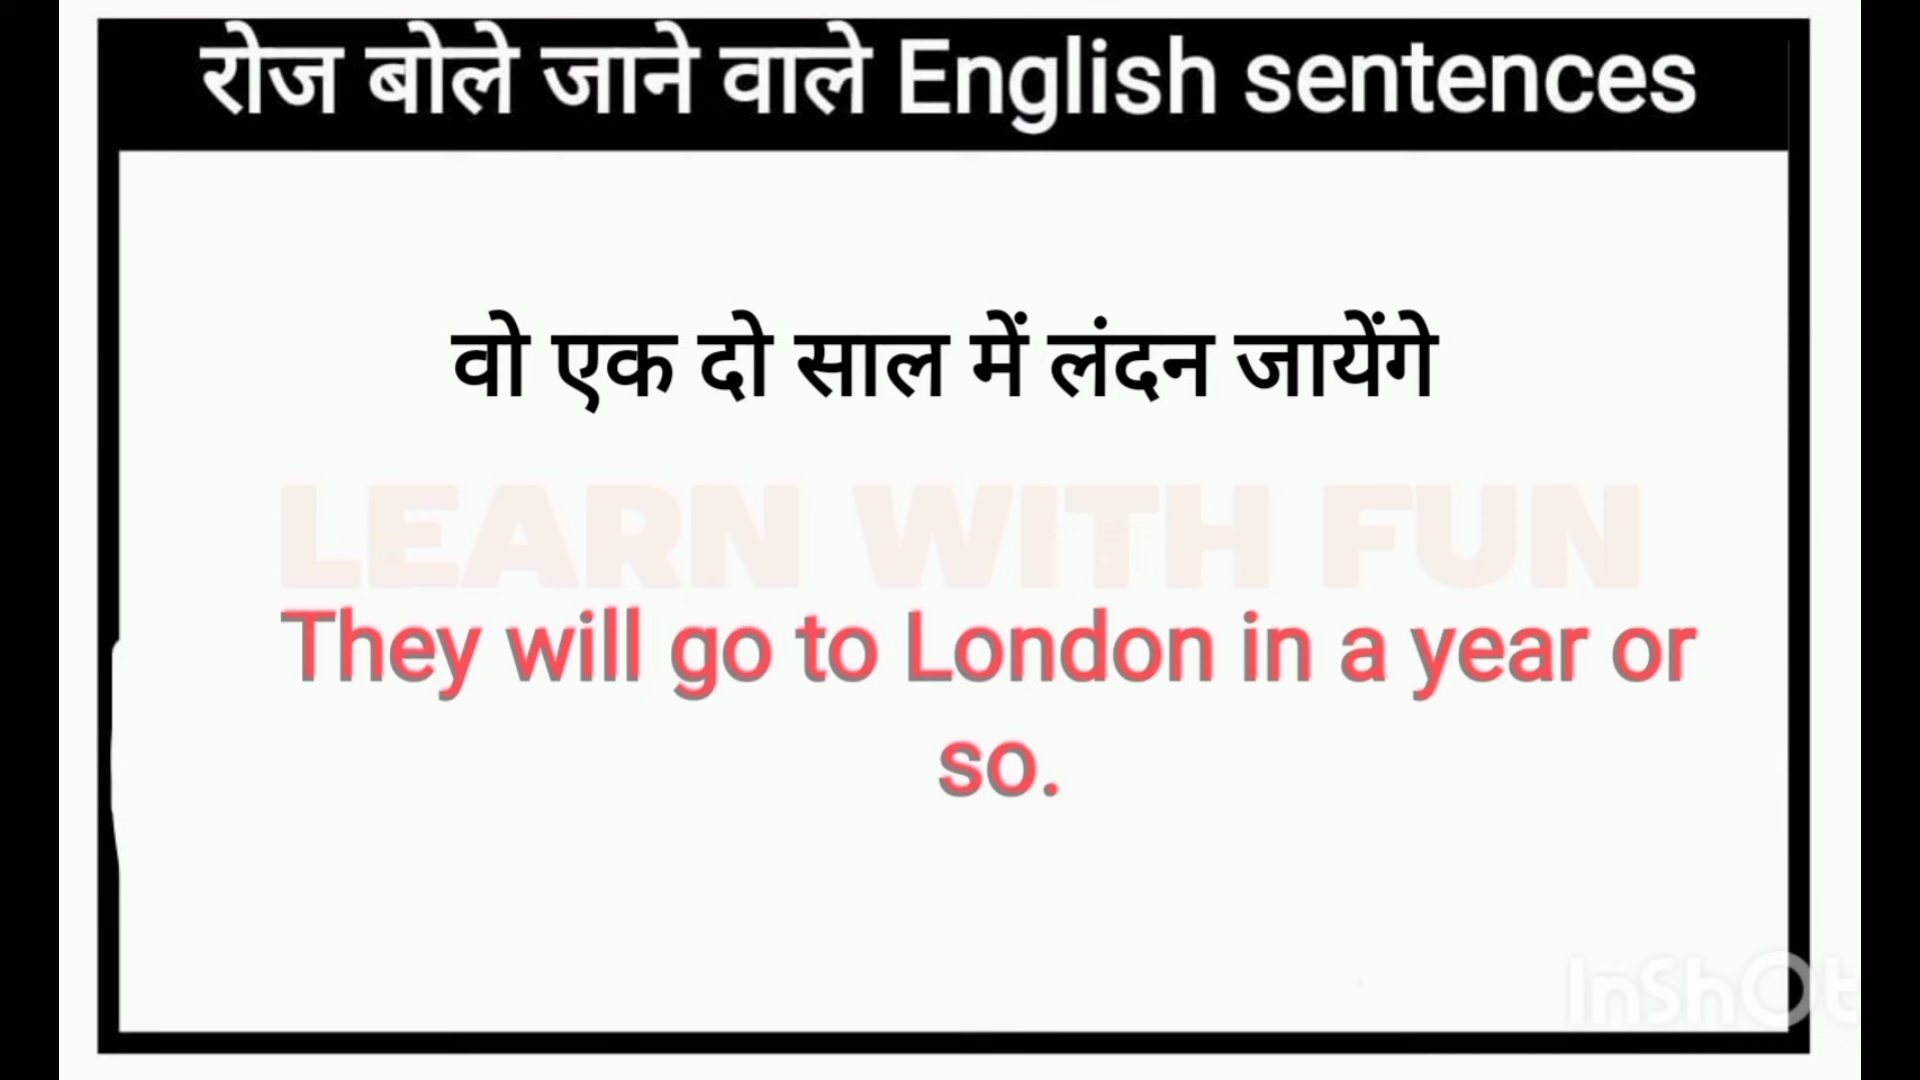 रोज बोले जाने वाले English sentences
वो एक दो साल में लंदन जायेंगे
LEARN WITH FUN
They will go to London in a year or
so.
InShOt